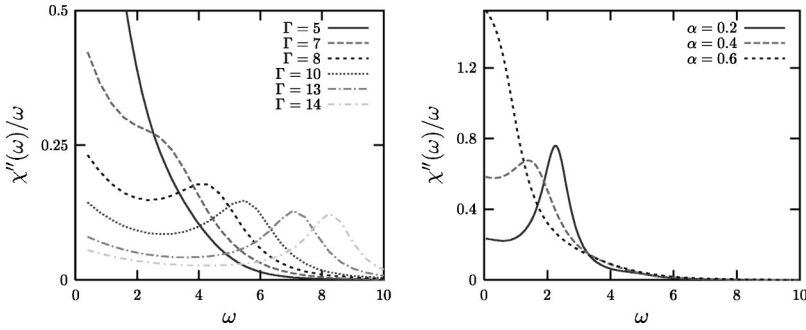 0.5
0.25
0
χ″(ω)/ω
Γ = 5
Γ = 7
Γ = 8
Γ = 10
Γ = 13
Γ = 14
0 2 4 6 8 10
ω
1.2
0.8
0.4
0
χ″(ω)/ω
α = 0.2
α = 0.4
α = 0.6
0 2 4 6 8 10
ω